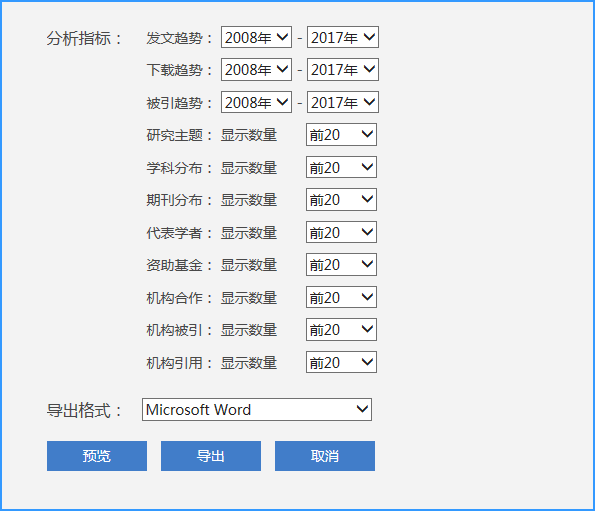 分析指标： 发文趋势： 2008年 - 2017年
下载趋势： 2008年 - 2017年
被引趋势： 2008年 - 2017年
研究主题： 显示数量 前20
学科分布： 显示数量 前20
期刊分布： 显示数量 前20
代表学者： 显示数量 前20
资助基金： 显示数量 前20
机构合作： 显示数量 前20
机构被引： 显示数量 前20
机构引用： 显示数量 前20
导出格式： Microsoft Word
预览 导出 取消